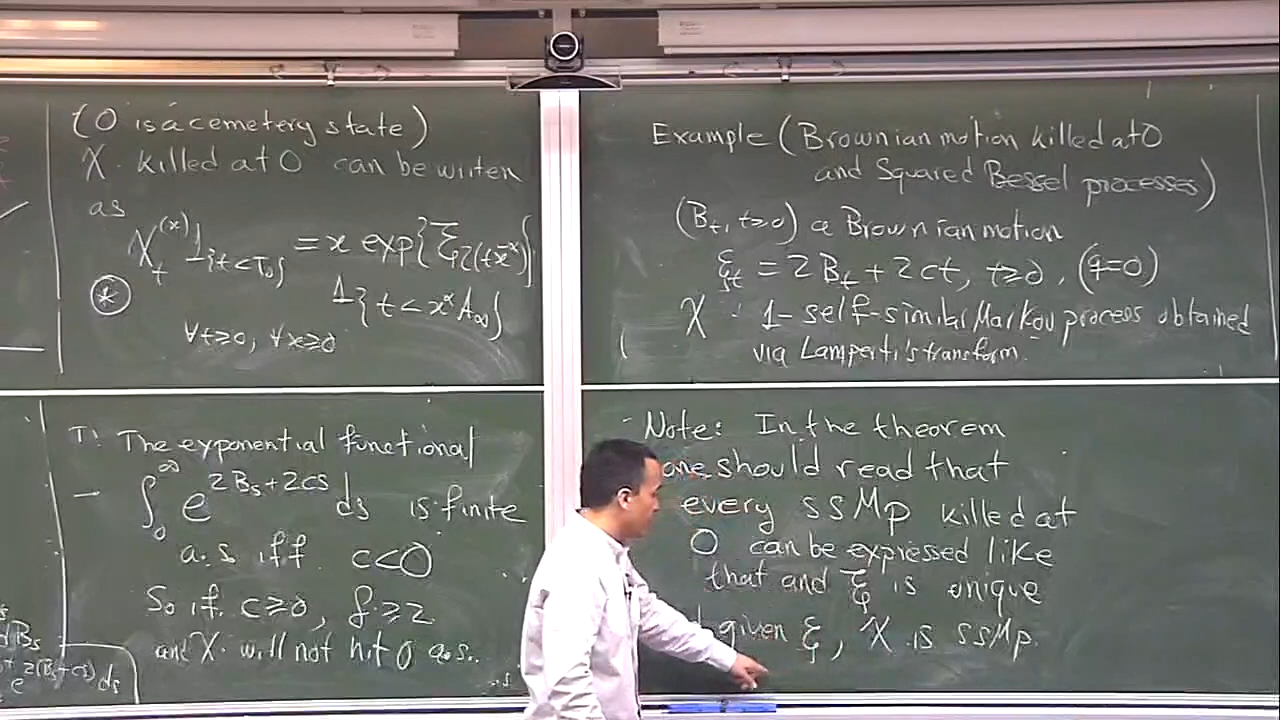 (0 is a cemetery state)
X killed at 0 can be writen
as
X_t^{(x)} 1_{t<T_0} = x exp{ξ_{τ(tx^{-α})}}
⊛ 1_{t<x^α A_∞}
∀t≥0, ∀x≥0
Example (Brownian motion killed at 0
and Squared Bessel processes)
(B_t, t≥0) a Brownian motion
ξ_t = 2B_t + 2ct, t≥0, (q=0)
X 1-self-similar Markov process obtained
via Lamperti's transform.
The exponential functional
– ∫_0^∞ e^{2B_s+2cs} ds is finite
a.s. iff c<0
So if c≥0, δ≥2
and X will not hit 0 a.s.
dB_s
e^{2(B_s+cs)} ds
- Note: In the theorem
one should read that
every ssMp killed at
0 can be expressed like
that and ξ is unique
given ξ, X is ssMp.